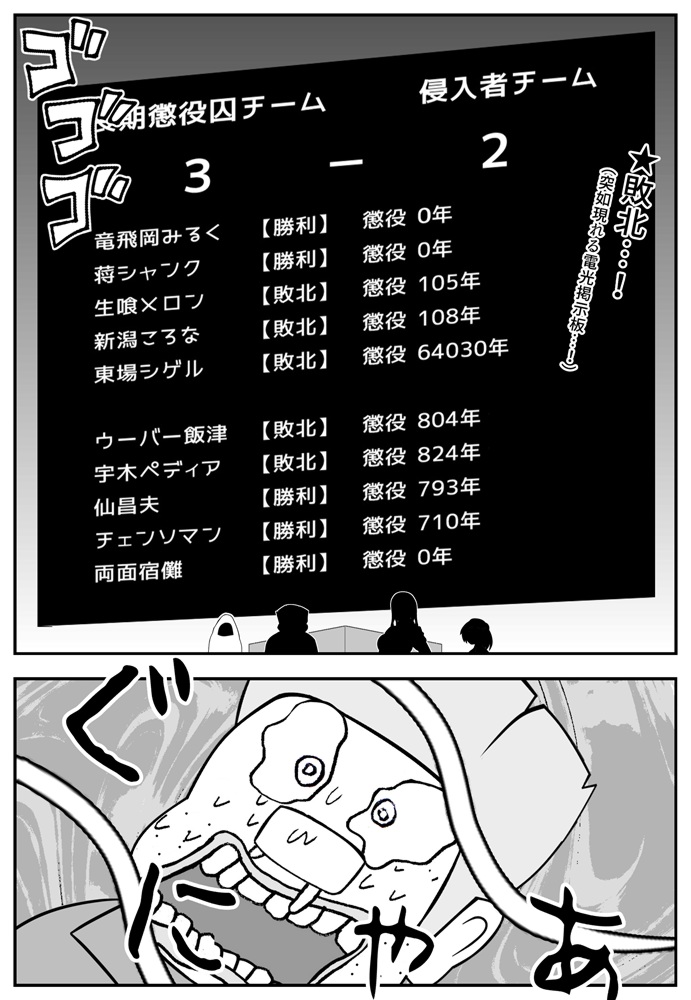 ゴゴゴ
長期懲役囚チーム 侵入者チーム
3 ー 2
竜飛岡みるく 【勝利】 懲役 0年
蒋シャンク 【勝利】 懲役 0年
生喰メロン 【敗北】 懲役 105年
新潟ころな 【敗北】 懲役 108年
東場シゲル 【敗北】 懲役 64030年
ウーバー飯津 【敗北】 懲役 804年
宇木ペディア 【敗北】 懲役 824年
仙昌夫 【勝利】 懲役 793年
チェンソマン 【勝利】 懲役 710年
両面宿儺 【勝利】 懲役 0年
★敗北…！
（突如現れる電光掲示板…！）
ぐにゃあ